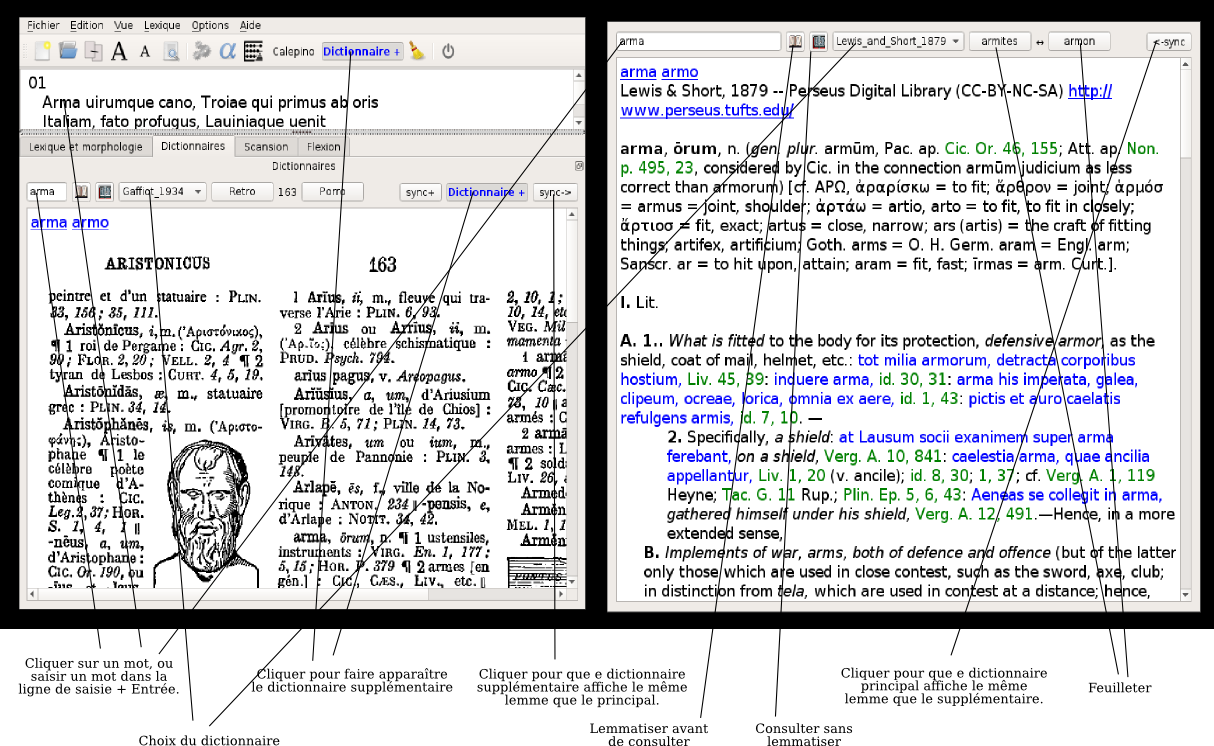 Fichier Edition Vue Lexique Options Aide
A A α Calepino Dictionnaire +
01
Arma uirumque cano, Troiae qui primus ab oris
Italiam, fato profugus, Lauiniaque uenit
Lexique et morphologie Dictionnaires Scansion Flexion
Dictionnaires
arma Gaffiot_1934 Retro 163 Porro sync+ Dictionnaire + sync->
arma armo
ARISTONICUS 163
peintre et d'un statuaire : PLIN.
33, 156 ; 35, 111.
Aristŏnīcus, i, m. (Ἀριστόνικος),
¶ 1 roi de Pergame : CIC. Agr. 2,
90 ; FLOR. 2, 20 ; VELL. 2, 4 ¶ 2
tyran de Lesbos : CURT. 4, 5, 19.
Aristōnĭdās, æ, m., statuaire
grec : PLIN. 34, 14.
Aristŏphănēs, is, m. (Ἀριστο-
φάνης), Aristo-
phane ¶ 1 le
célèbre poète
comique d'A-
thènes : CIC.
Leg. 2, 37 ; HOR.
S. 1, 4, 1 ‖
-nēus, a, um,
d'Aristophane :
CIC. Or. 190, ou
1 Arīus, ii, m., fleuve qui tra-
verse l'Arie : PLIN. 6, 93.
2 Arius ou Arrius, ii, m.
célèbre schismatique :
PRUD. Psych. 794.
arius pagus, v. Areopagus.
Arīūsius, a, um, d'Ariusium
[promontoire de l'île de Chios] :
VIRG. B. 5, 71 ; PLIN. 14, 73.
Arivātes, um ou ium, m.,
peuple de Pannonie : PLIN. 3,
148.
Arlapē, ēs, f., ville de la No-
rique : ANTON. 234 ‖ -pensis, e,
d'Arlape : NOTIT. 34, 42.
arma, ōrum, n. ¶ 1 ustensiles,
instruments : VIRG. En. 1, 177 ;
5, 15 ; HOR. P. 379 ¶ 2 armes [en
gén.] : CIC., CÆS., LIV., etc. ‖
2, 10, 1 ;
10, 14, etc
VEG. Mil
mamenta
1 arma
armo ¶ 2
CIC. Cæc.
73, 10 ‖ a
armés : C
2 arma
armes : L
¶ 2 solda
LIV. 26,
Armed
Armĕn
MEL. 1, 1
Armĕn
arma Lewis_and_Short_1879 armites ↔ armon <-sync
arma armo
Lewis & Short, 1879 -- Perseus Digital Library (CC-BY-NC-SA) http://
www.perseus.tufts.edu/
arma, ōrum, n. (gen. plur. armūm, Pac. ap. Cic. Or. 46, 155; Att. ap. Non.
p. 495, 23, considered by Cic. in the connection armūm judicium as less
correct than armorum) [cf. ΑΡΩ, ἀραρίσκω = to fit; ἄρθρον = joint, ἁρμόσ
= armus = joint, shoulder; ἀρτάω = artio, arto = to fit, to fit in closely;
ἄρτιοσ = fit, exact; artus = close, narrow; ars (artis) = the craft of fitting
things; artifex, artificium; Goth. arms = O. H. Germ. aram = Engl. arm;
Sanscr. ar = to hit upon, attain; aram = fit, fast; īrmas = arm. Curt.].
I. Lit.
A. 1.. What is fitted to the body for its protection, defensive armor, as the
shield, coat of mail, helmet, etc.: tot milia armorum, detracta corporibus
hostium, Liv. 45, 39: induere arma, id. 30, 31: arma his imperata, galea,
clipeum, ocreae, lorica, omnia ex aere, id. 1, 43: pictis et auro caelatis
refulgens armis, id. 7, 10. —
2. Specifically, a shield: at Lausum socii exanimem super arma
ferebant, on a shield, Verg. A. 10, 841: caelestia arma, quae ancilia
appellantur, Liv. 1, 20 (v. ancile); id. 8, 30; 1, 37; cf. Verg. A. 1, 119
Heyne; Tac. G. 11 Rup.; Plin. Ep. 5, 6, 43: Aeneas se collegit in arma,
gathered himself under his shield, Verg. A. 12, 491.—Hence, in a more
extended sense,
B. Implements of war, arms, both of defence and offence (but of the latter
only those which are used in close contest, such as the sword, axe, club;
in distinction from tela, which are used in contest at a distance; hence,
Cliquer sur un mot, ou
saisir un mot dans la
ligne de saisie + Entrée.
Cliquer pour faire apparaître
le dictionnaire supplémentaire
Cliquer pour que e dictionnaire
supplémentaire affiche le même
lemme que le principal.
Cliquer pour que e dictionnaire
principal affiche le même
lemme que le supplémentaire.
Feuilleter
Choix du dictionnaire
Lemmatiser avant
de consulter
Consulter sans
lemmatiser